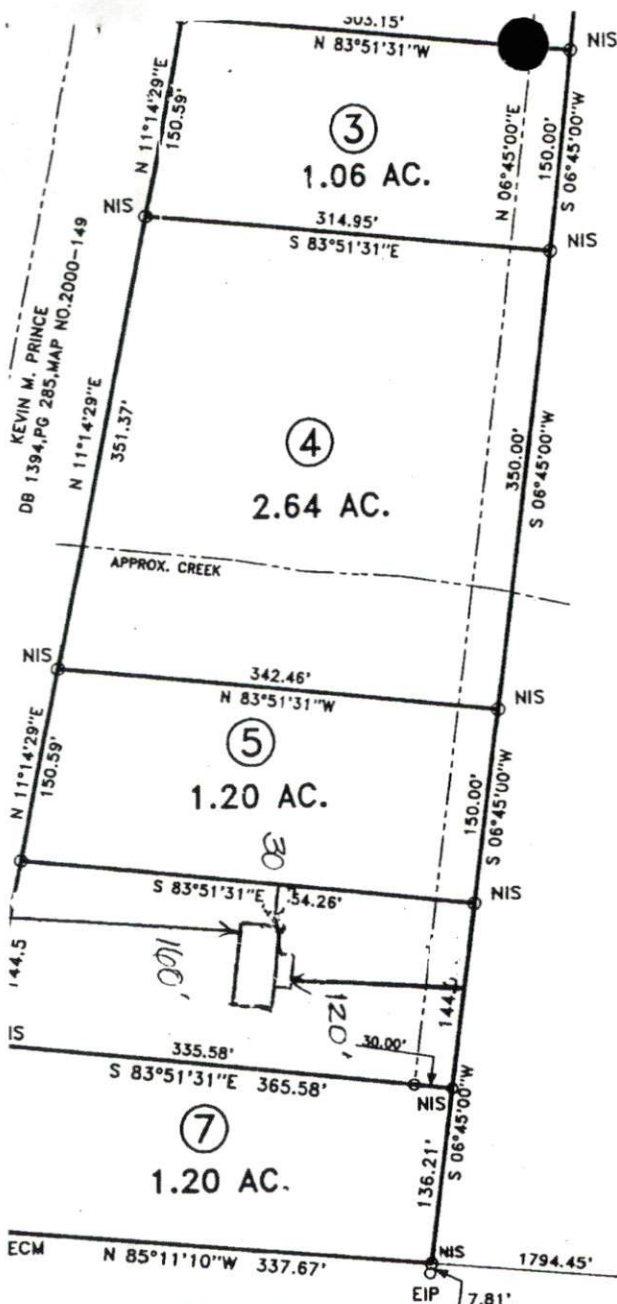 303.15'
NIS
N 83°51'31"W
N 11°14'29"E
150.59'
3
1.06 AC.
N 06°45'00"E
150.00'
S 06°45'00"W
NIS
314.95'
S 83°51'31"E
NIS
KEVIN M. PRINCE
DB 1394,PG 285,MAP NO.2000-149
N 11°14'29"E
351.37'
4
2.64 AC.
350.00'
S 06°45'00"W
APPROX. CREEK
NIS
342.46'
N 83°51'31"W
NIS
N 11°14'29"E
150.59'
5
1.20 AC.
150.00'
S 06°45'00"W
30
S 83°51'31"E
54.26'
NIS
144.5
160'
120'
144.
IS
335.58'
30.00'
S 83°51'31"E 365.58'
NIS
7
1.20 AC.
136.21'
S 06°45'00"W
ECM
N 85°11'10"W 337.67'
NIS
1794.45'
EIP
7.81'